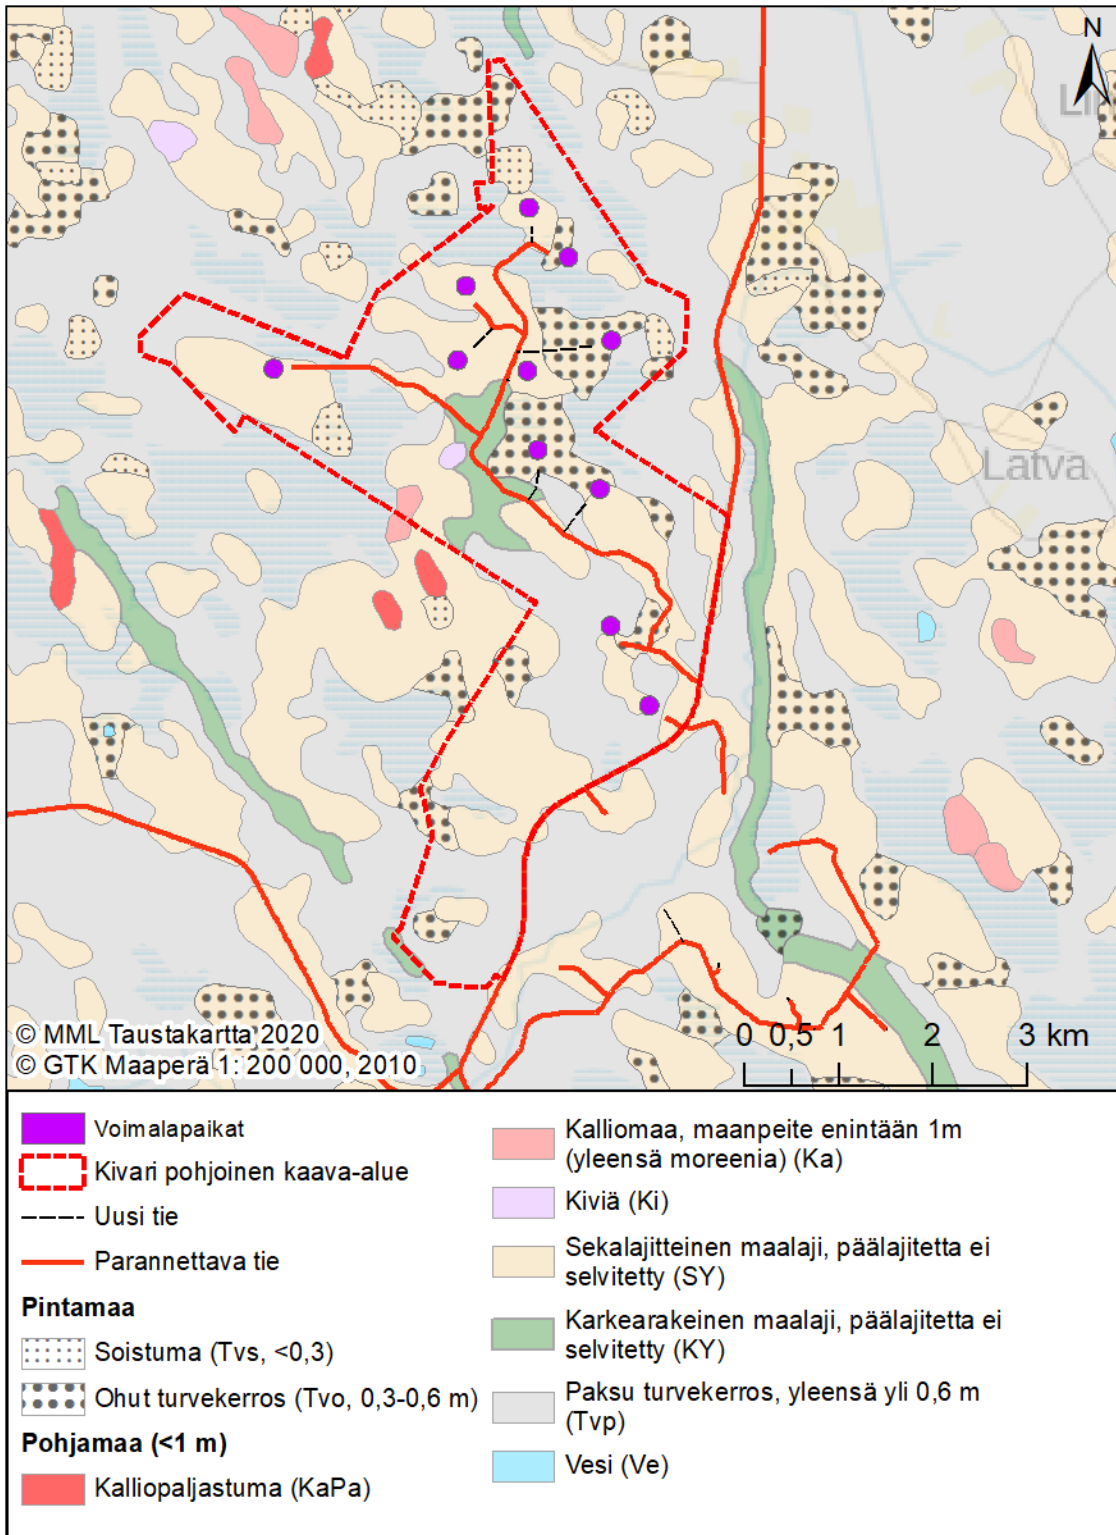 N
Latva
© MML Taustakartta 2020
© GTK Maaperä 1: 200 000, 2010
0 0,5 1 2 3 km
Voimalapaikat
Kivari pohjoinen kaava-alue
Uusi tie
Parannettava tie
Pintamaa
Soistuma (Tvs, <0,3)
Ohut turvekerros (Tvo, 0,3-0,6 m)
Pohjamaa (<1 m)
Kalliopaljastuma (KaPa)
Kalliomaa, maanpeite enintään 1m
(yleensä moreenia) (Ka)
Kiviä (Ki)
Sekalajitteinen maalaji, päälajitetta ei
selvitetty (SY)
Karkearakeinen maalaji, päälajitetta ei
selvitetty (KY)
Paksu turvekerros, yleensä yli 0,6 m
(Tvp)
Vesi (Ve)